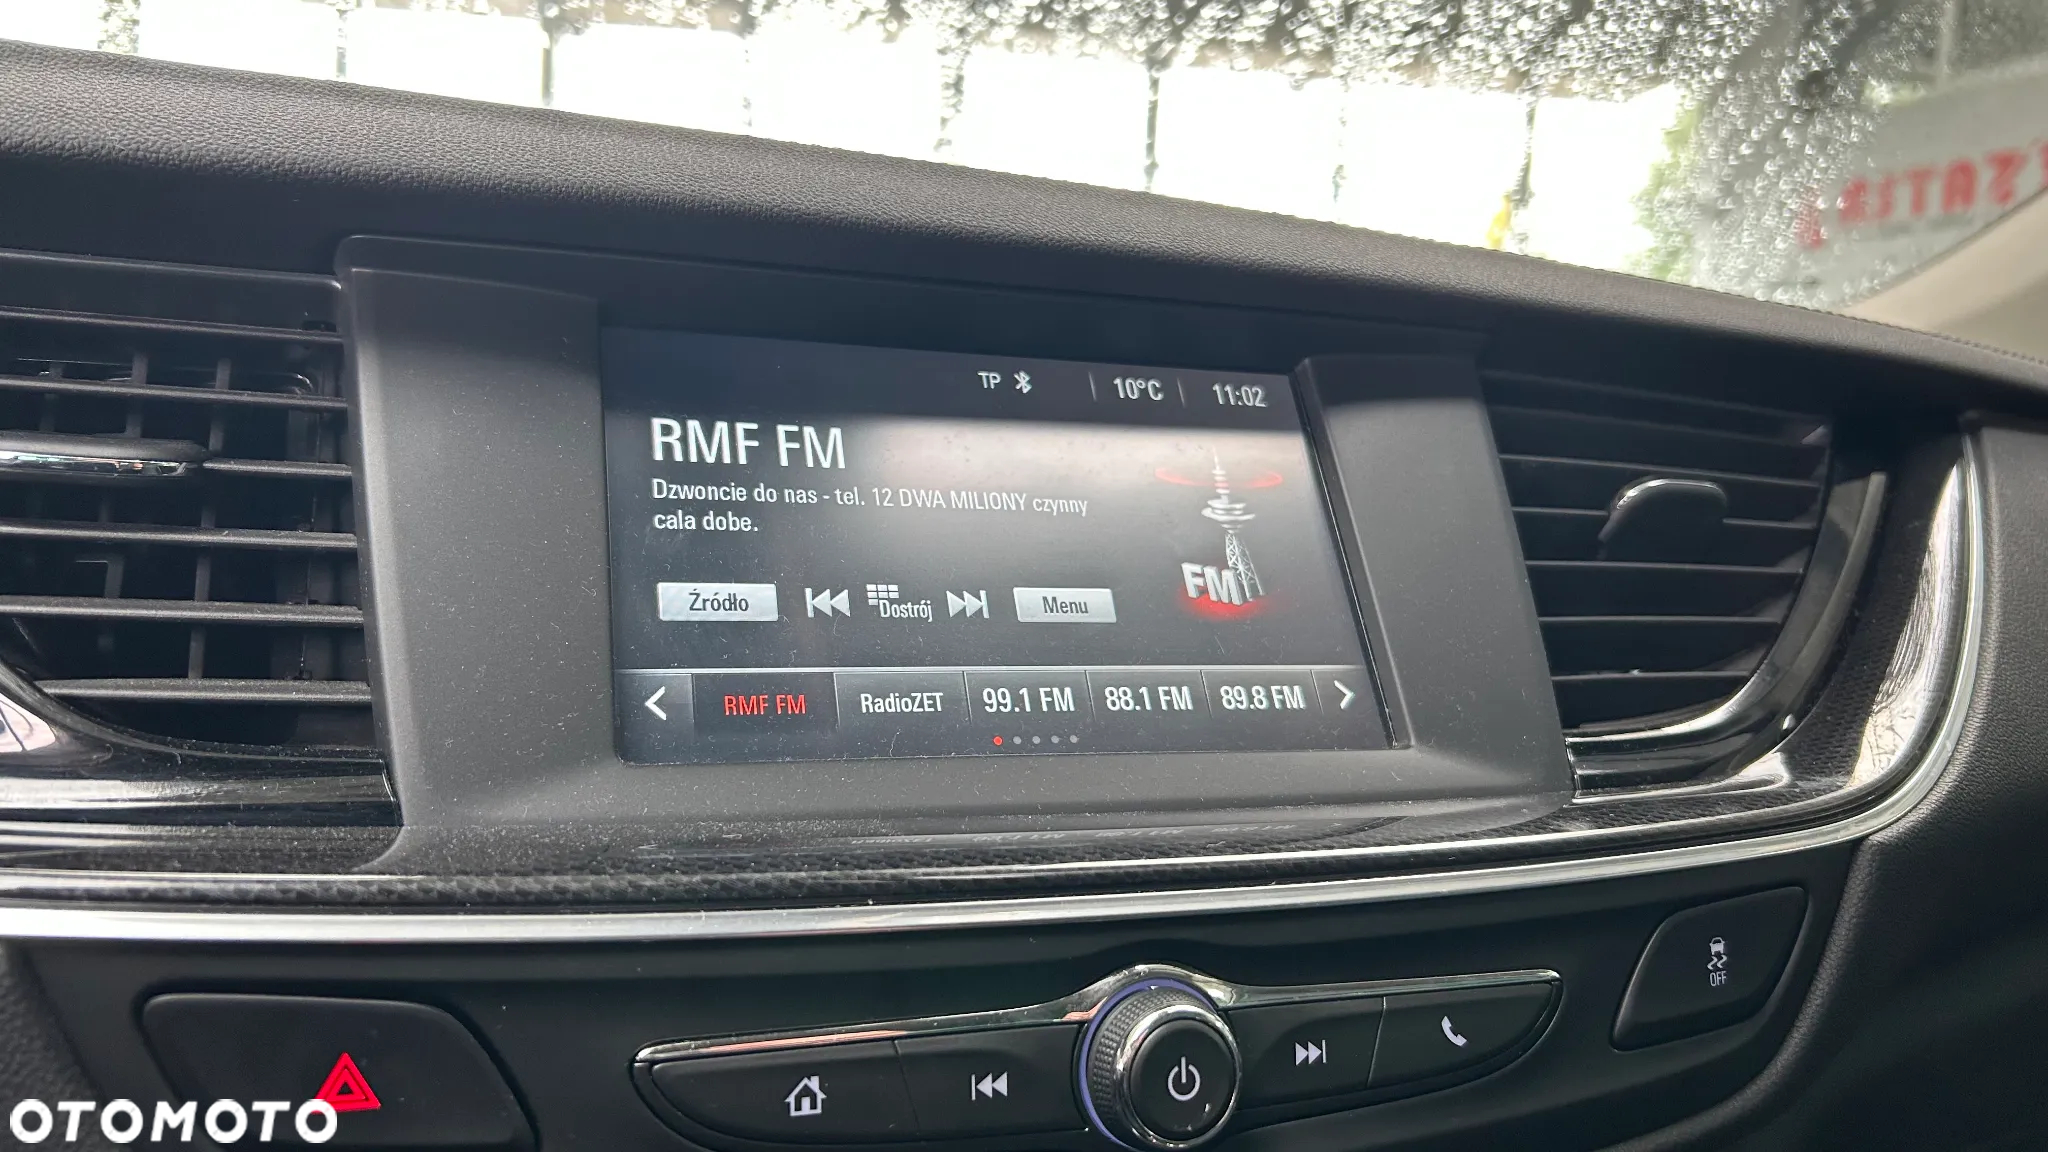 TP 10°C 11:02
RMF FM
Dzwoncie do nas - tel. 12 DWA MILIONY czynny
cala dobe.
FM
Źródło Dostrój Menu
RMF FM RadioZET 99.1 FM 88.1 FM 89.8 FM
OFF
OTOMOTO